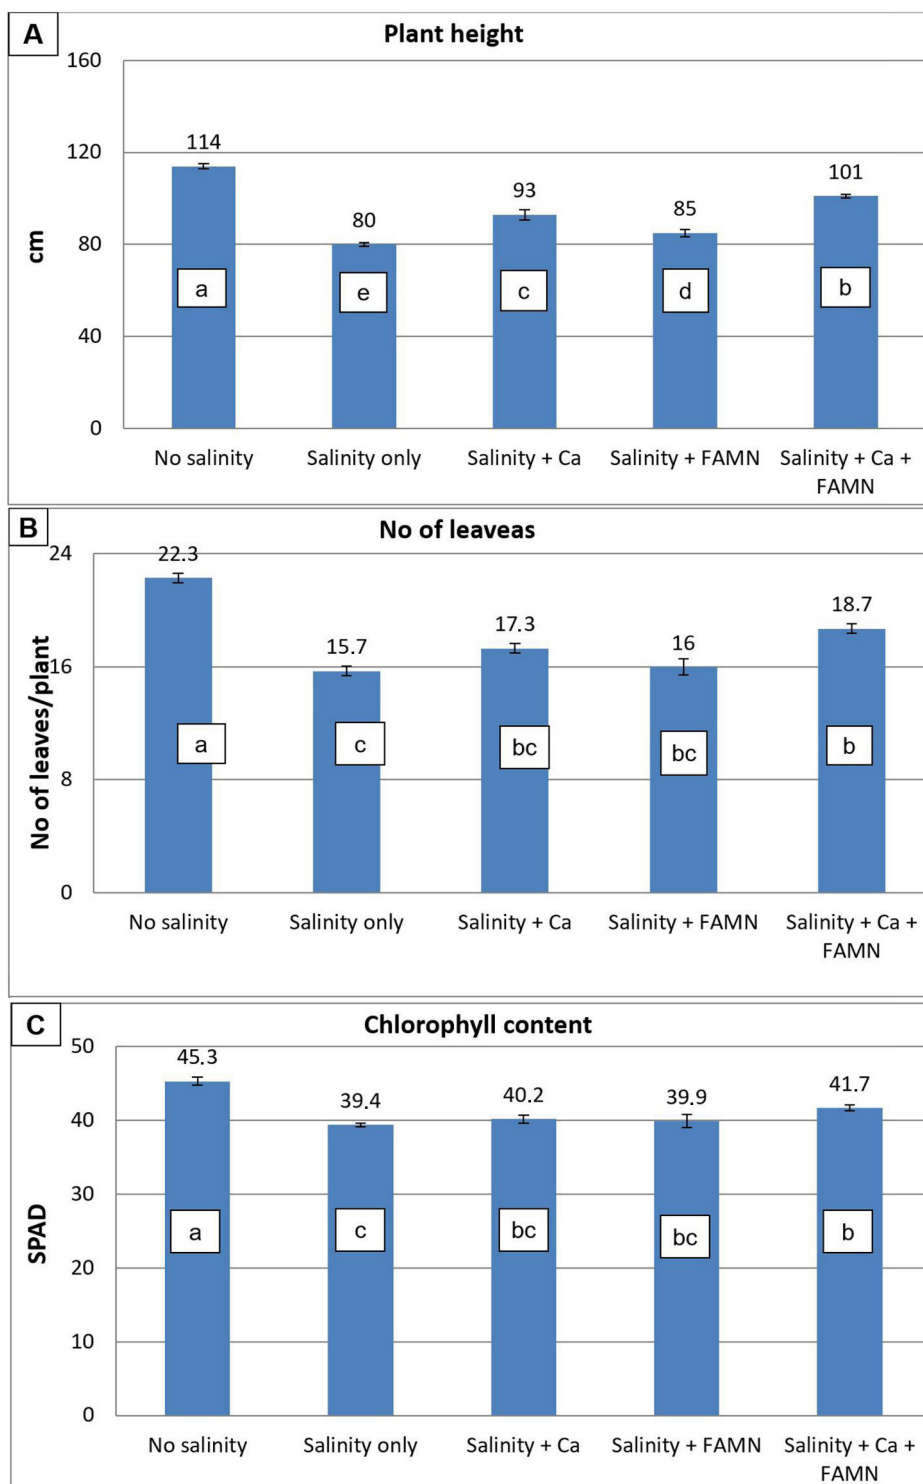 A
Plant height
160
120
80
40
0
cm
114
80
93
85
101
a
e
c
d
b
No salinity
Salinity only
Salinity + Ca
Salinity + FAMN
Salinity + Ca +
FAMN
B
No of leaveas
24
16
8
0
No of leaves/plant
22.3
15.7
17.3
16
18.7
a
c
bc
bc
b
No salinity
Salinity only
Salinity + Ca
Salinity + FAMN
Salinity + Ca +
FAMN
C
Chlorophyll content
50
40
30
20
10
0
SPAD
45.3
39.4
40.2
39.9
41.7
a
c
bc
bc
b
No salinity
Salinity only
Salinity + Ca
Salinity + FAMN
Salinity + Ca +
FAMN